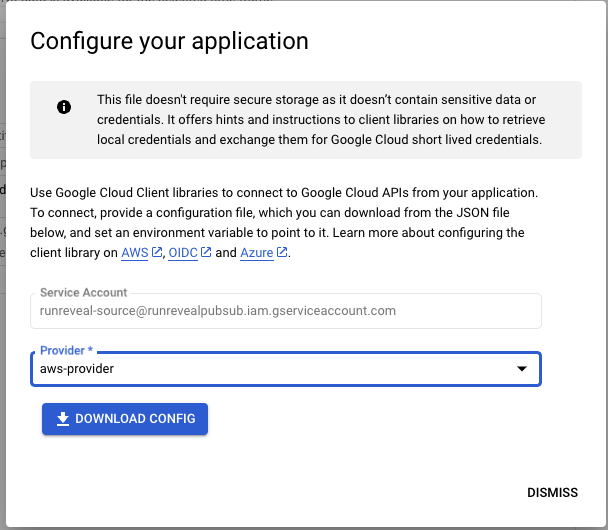 Configure your application
This file doesn't require secure storage as it doesn't contain sensitive data or
credentials. It offers hints and instructions to client libraries on how to retrieve
local credentials and exchange them for Google Cloud short lived credentials.
Use Google Cloud Client libraries to connect to Google Cloud APIs from your application.
To connect, provide a configuration file, which you can download from the JSON file
below, and set an environment variable to point to it. Learn more about configuring the
client library on AWS, OIDC and Azure.
Service Account
runreveal-source@runrevealpubsub.iam.gserviceaccount.com
Provider *
aws-provider
DOWNLOAD CONFIG
DISMISS